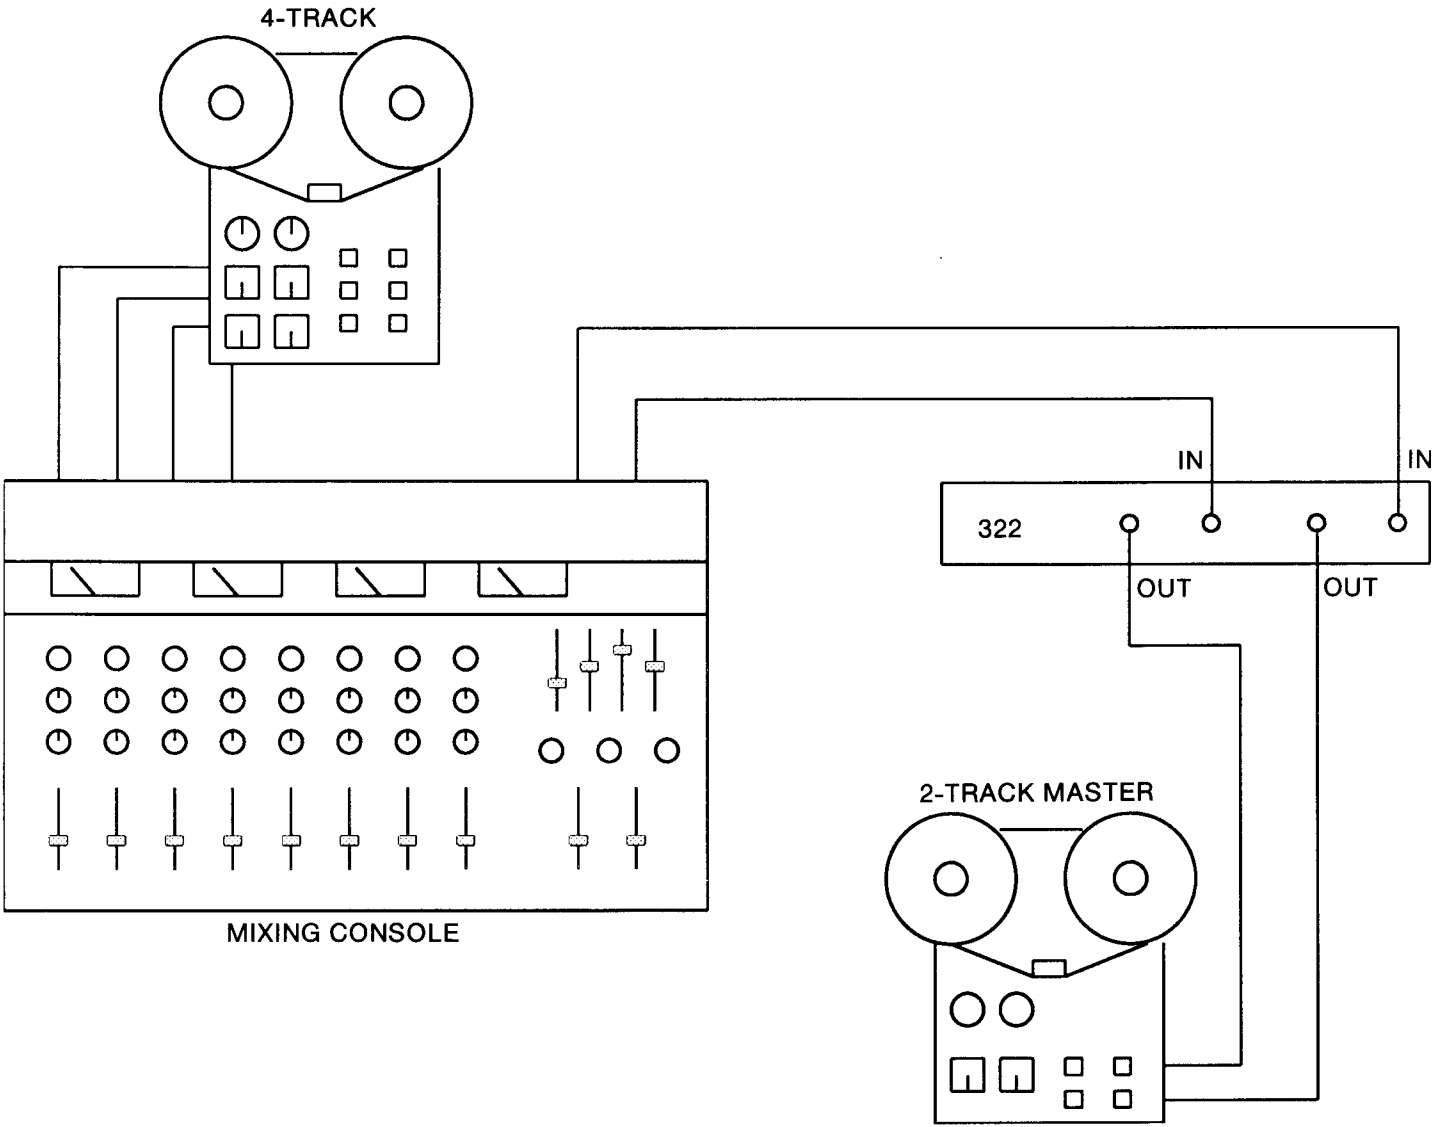 4-TRACK
IN
IN
322
OUT
OUT
2-TRACK MASTER
MIXING CONSOLE